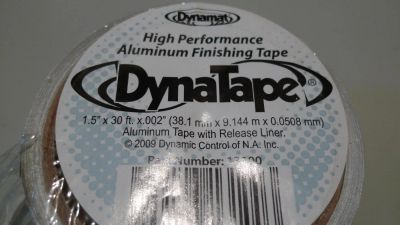 Dynamat
High Performance
Aluminum Finishing Tape
DynaTape®
1.5" x 30 ft. x.002" (38.1 mm x 9.144 m x 0.0508 mm)
Aluminum Tape with Release Liner.
© 2009 Dynamic Control of N.A. Inc.
Number: